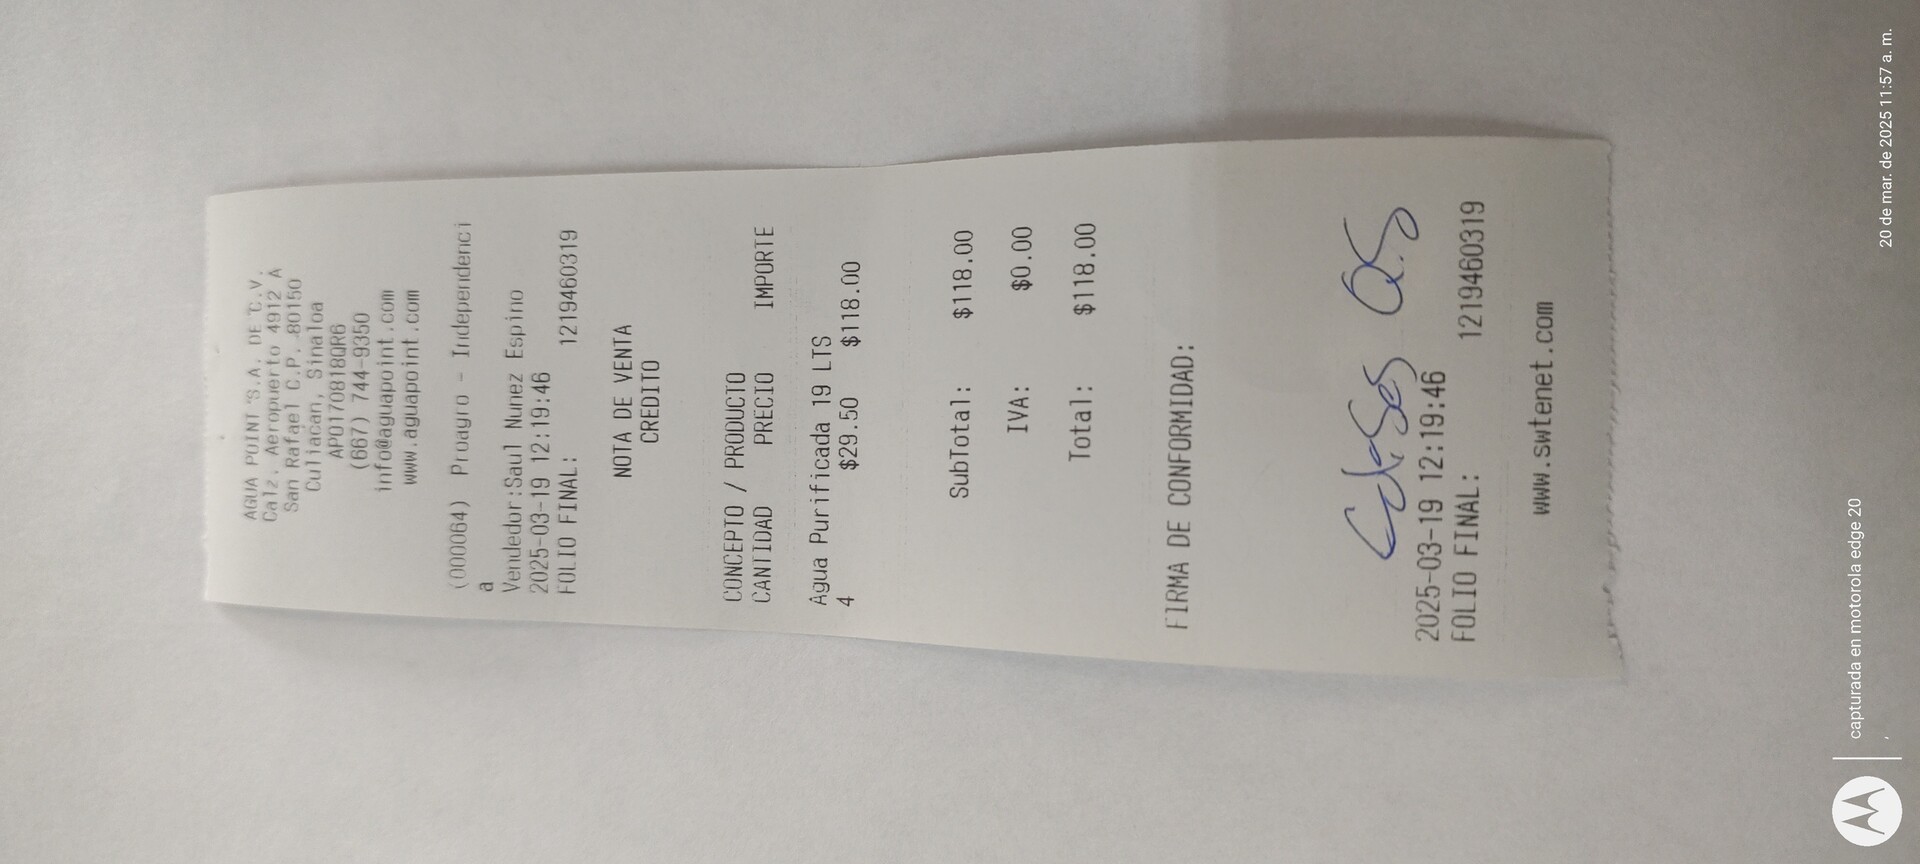 AGUA POINT S.A. DE C.V.
Calz. Aeropuerto 4912 A
San Rafael C.P. 80150
Culiacan, Sinaloa
APO170818QR6
(667) 744-9350
info@aguapoint.com
www.aguapoint.com
(000064) Proagro - Independenci
a
Vendedor:Saul Nunez Espino
2025-03-19 12:19:46
FOLIO FINAL: 1219460319
NOTA DE VENTA
CREDITO
CONCEPTO / PRODUCTO
CANTIDAD PRECIO IMPORTE
Agua Purificada 19 LTS
4 $29.50 $118.00
SubTotal: $118.00
IVA: $0.00
Total: $118.00
FIRMA DE CONFORMIDAD:
2025-03-19 12:19:46
FOLIO FINAL: 1219460319
www.swtenet.com
capturada en motorola edge 20
,
20 de mar. de 2025 11:57 a. m.